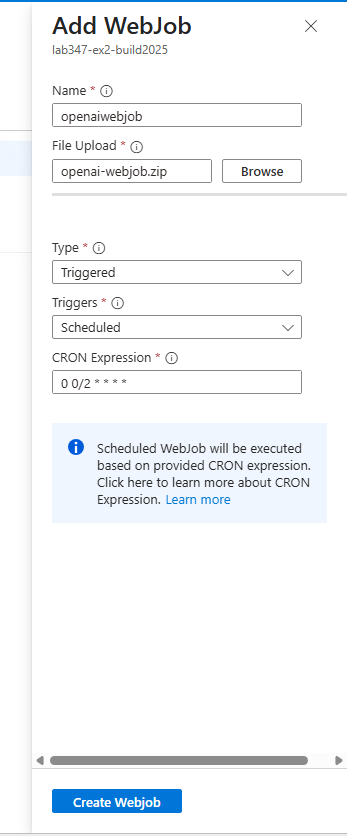 Add WebJob
lab347-ex2-build2025
Name *
openaiwebjob
File Upload *
openai-webjob.zip
Browse
Type *
Triggered
Triggers *
Scheduled
CRON Expression *
0 0/2 * * * *
Scheduled WebJob will be executed
based on provided CRON expression.
Click here to learn more about CRON
Expression. Learn more
Create Webjob